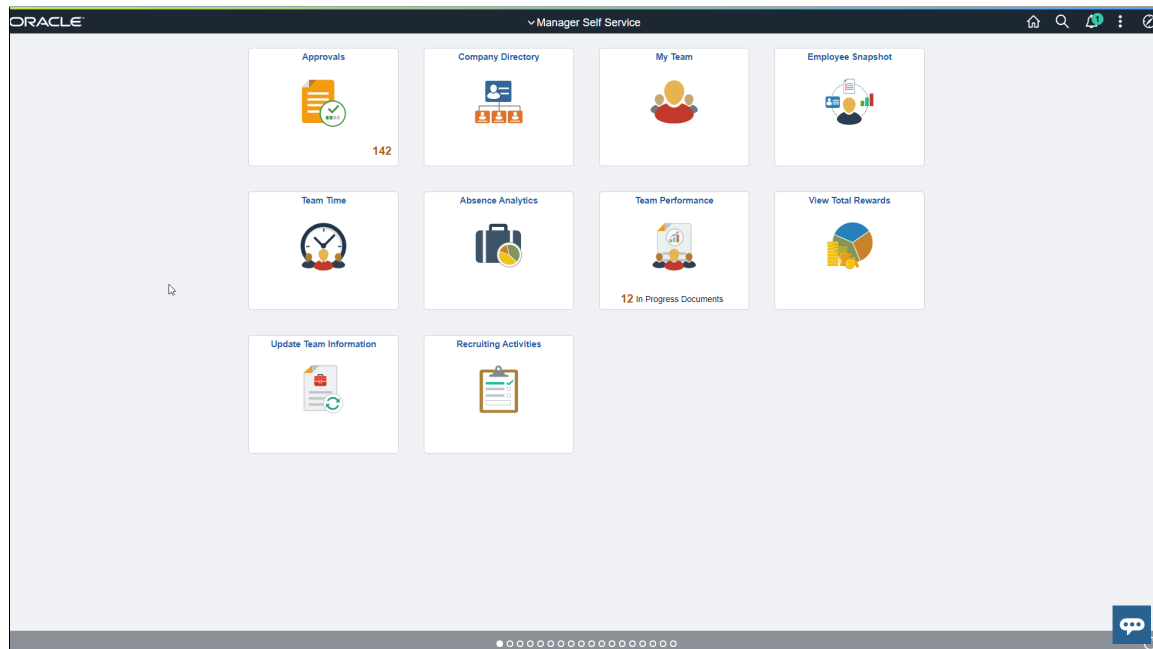 ORACLE
Manager Self Service
1
Approvals
142
Company Directory
My Team
Employee Snapshot
Team Time
Absence Analytics
Team Performance
12 In Progress Documents
View Total Rewards
Update Team Information
Recruiting Activities